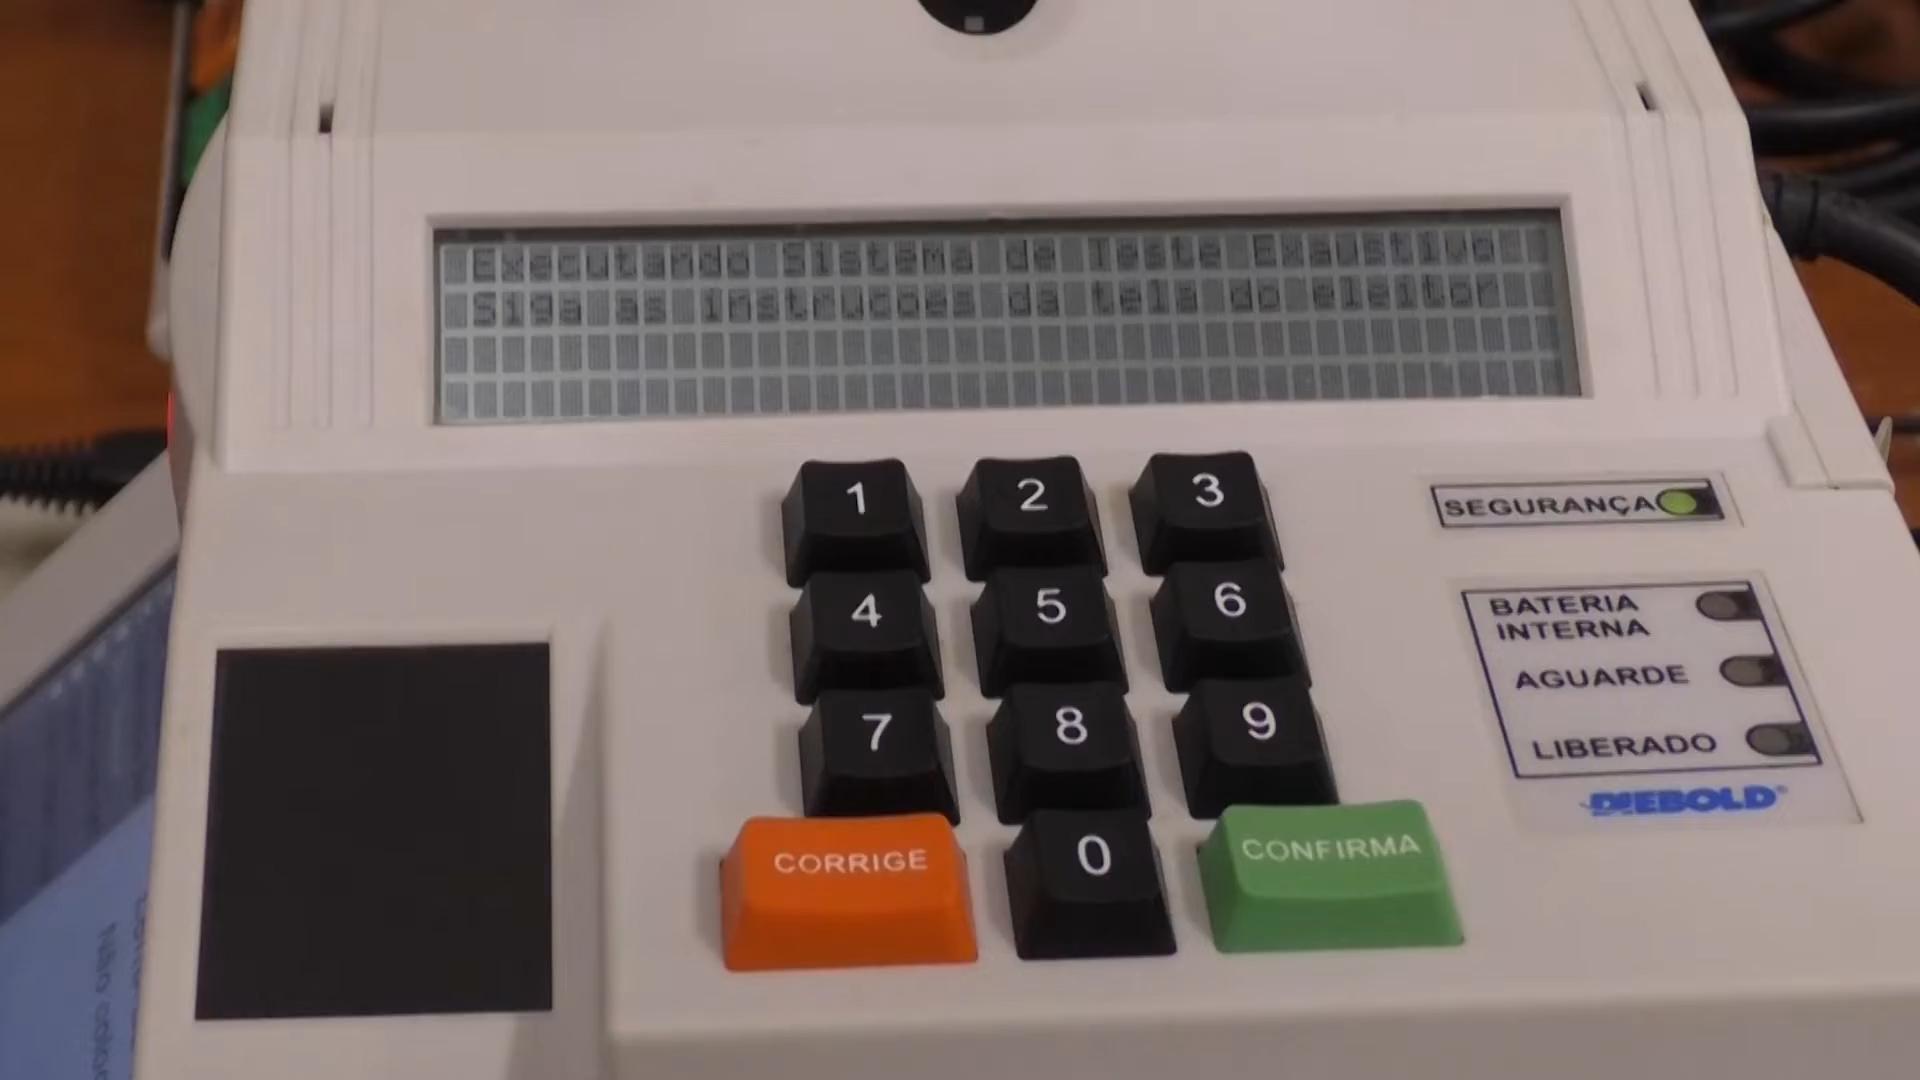 Executando Sistema de Teste Exaustivo
Siga as instrucoes da tela do eleitor
1 2 3
4 5 6
7 8 9
CORRIGE 0 CONFIRMA
SEGURANÇA
BATERIA
INTERNA
AGUARDE
LIBERADO
DIEBOLD
Não